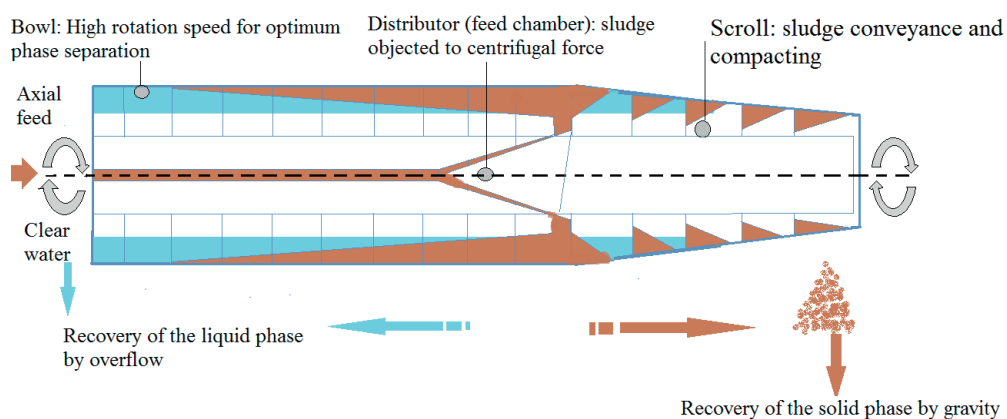 Bowl: High rotation speed for optimum
phase separation
Distributor (feed chamber): sludge
objected to centrifugal force
Scroll: sludge conveyance and
compacting
Axial
feed
Clear
water
Recovery of the liquid phase
by overflow
Recovery of the solid phase by gravity